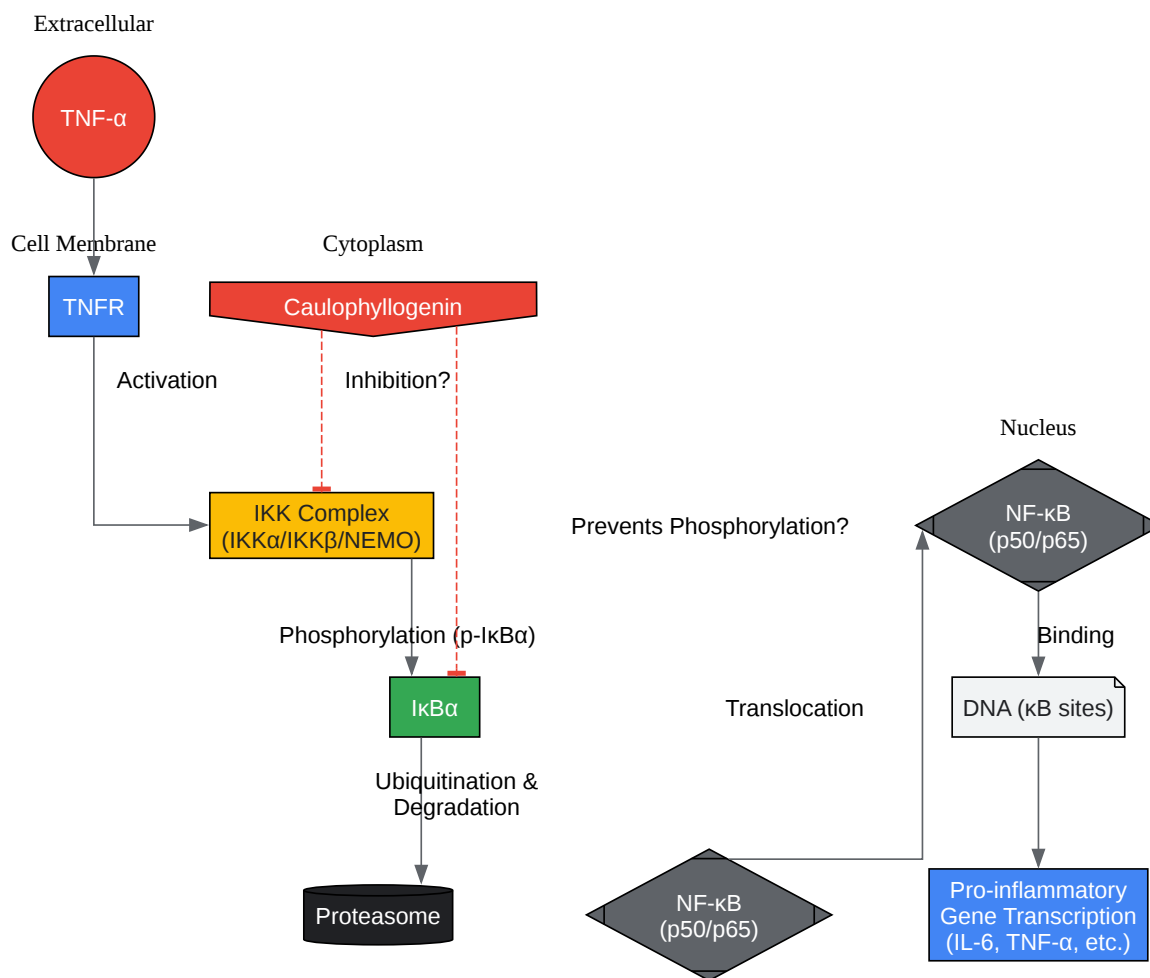 Extracellular
TNF-α
Cell Membrane
Cytoplasm
TNFR
Caulophyllogenin
Activation
Inhibition?
Nucleus
IKK Complex
(IKKα/IKKβ/NEMO)
Prevents Phosphorylation?
NF-κB
(p50/p65)
Phosphorylation (p-IκBα)
Binding
IκBα
Translocation
DNA (κB sites)
Ubiquitination &
Degradation
Proteasome
NF-κB
(p50/p65)
Pro-inflammatory
Gene Transcription
(IL-6, TNF-α, etc.)